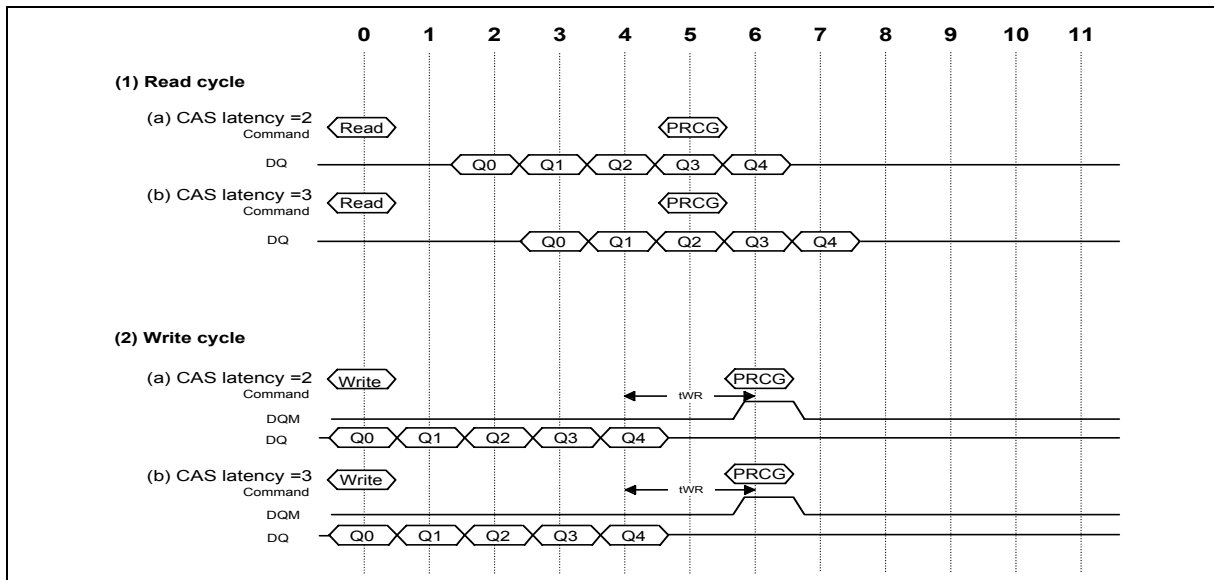 0 1 2 3 4 5 6 7 8 9 10 11
(1) Read cycle
(a) CAS latency =2
Command
Read PRCG
DQ Q0 Q1 Q2 Q3 Q4
(b) CAS latency =3
Command
Read PRCG
DQ Q0 Q1 Q2 Q3 Q4
(2) Write cycle
(a) CAS latency =2
Command
Write PRCG
tWR
DQM
DQ Q0 Q1 Q2 Q3 Q4
(b) CAS latency =3
Command
Write PRCG
tWR
DQM
DQ Q0 Q1 Q2 Q3 Q4